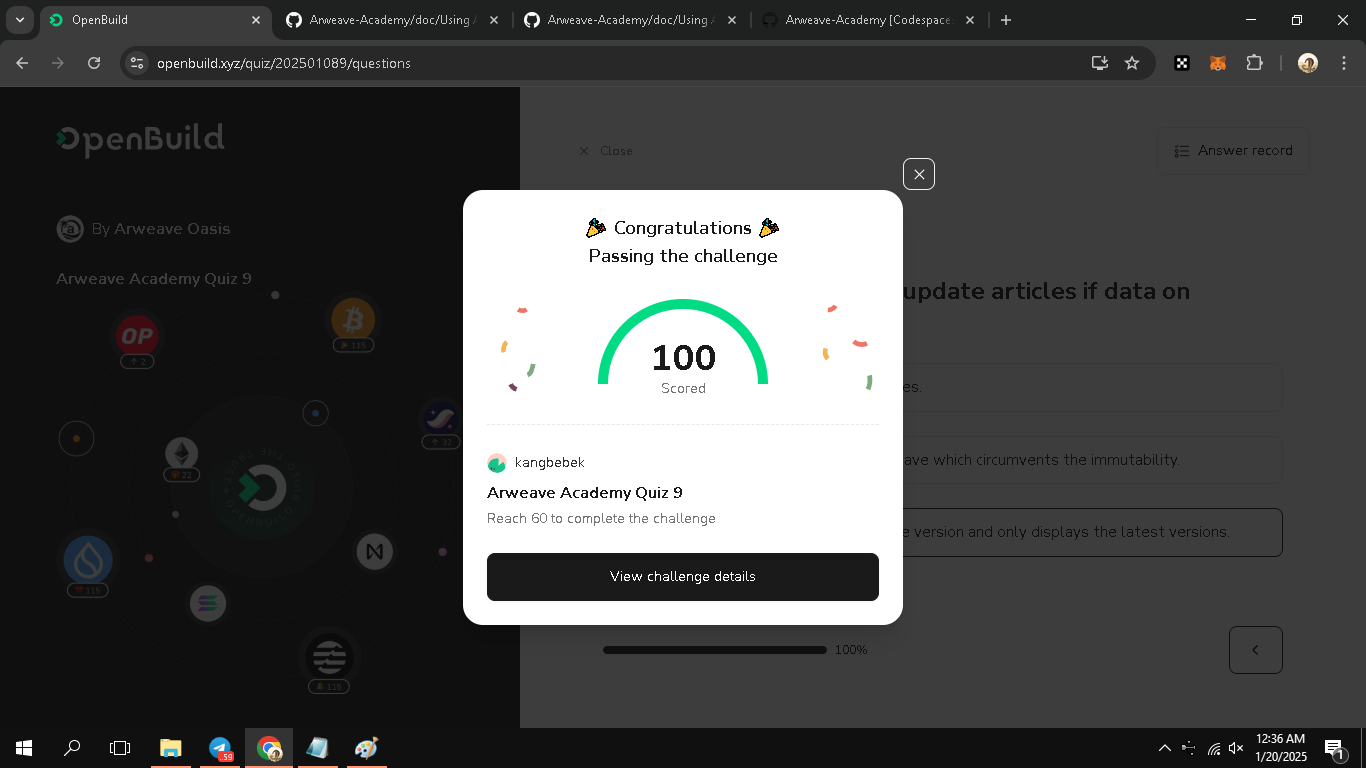 OpenBuild
Arweave-Academy/doc/Using
Arweave-Academy/doc/Using
Arweave-Academy [Codespace
openbuild.xyz/quiz/202501089/questions
OpenBuild
Close
Answer record
By Arweave Oasis
Arweave Academy Quiz 9
Congratulations
Passing the challenge
update articles if data on
100
Scored
kangbebek
Arweave Academy Quiz 9
Reach 60 to complete the challenge
View challenge details
es.
ave which circumvents the immutability.
e version and only displays the latest versions.
100%
OP
2
115
32
22
115
115
59
12:36 AM
1/20/2025
1